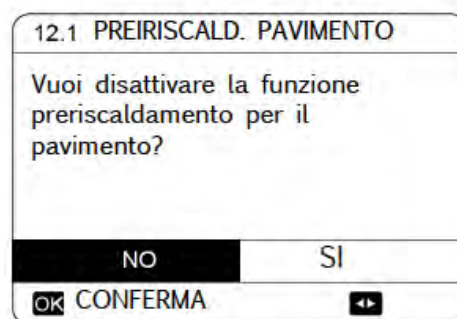 12.1 PREIRISCALD. PAVIMENTO
Vuoi disattivare la funzione
preriscaldamento per il
pavimento?
NO SI
OK CONFERMA